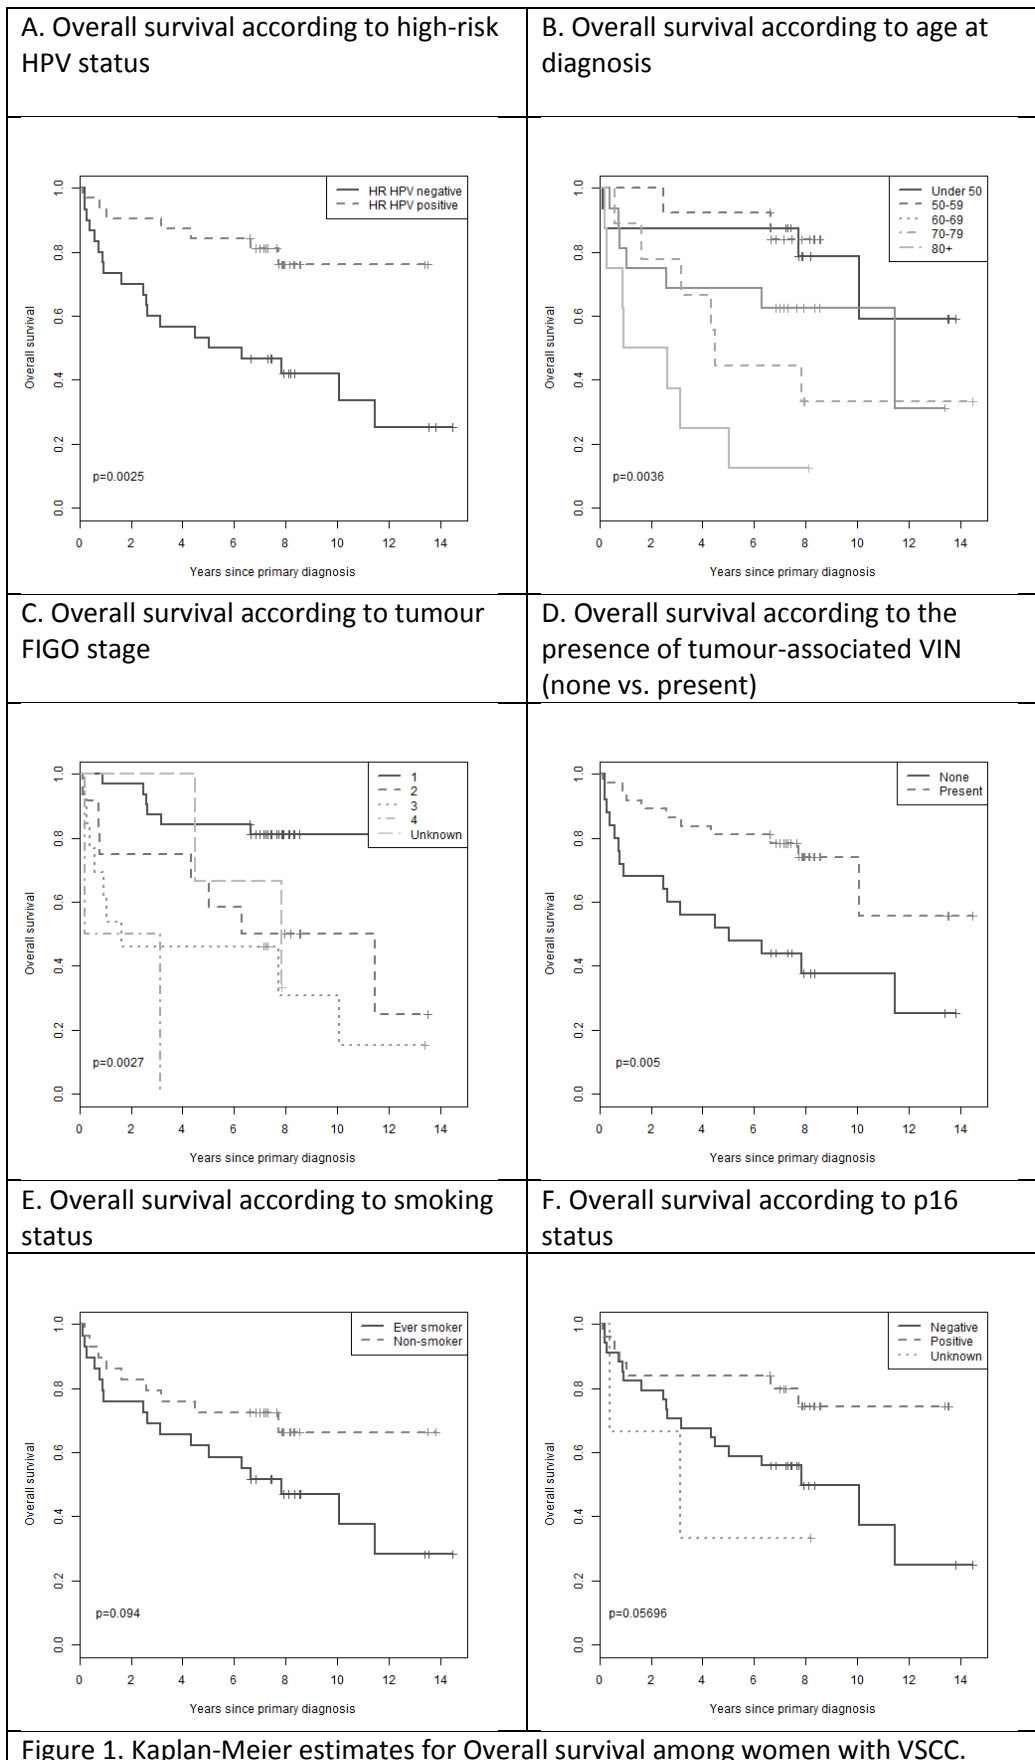 A. Overall survival according to high-risk
HPV status
B. Overall survival according to age at
diagnosis
HR HPV negative
HR HPV positive
Overall survival
0.0 0.2 0.4 0.6 0.8 1.0
p=0.0025
0 2 4 6 8 10 12 14
Years since primary diagnosis
Under 50
50-59
60-69
70-79
80+
Overall survival
0.0 0.2 0.4 0.6 0.8 1.0
p=0.0036
0 2 4 6 8 10 12 14
Years since primary diagnosis
C. Overall survival according to tumour
FIGO stage
D. Overall survival according to the
presence of tumour-associated VIN
(none vs. present)
1
2
3
4
Unknown
Overall survival
0.0 0.2 0.4 0.6 0.8 1.0
p=0.0027
0 2 4 6 8 10 12 14
Years since primary diagnosis
None
Present
Overall survival
0.0 0.2 0.4 0.6 0.8 1.0
p=0.005
0 2 4 6 8 10 12 14
Years since primary diagnosis
E. Overall survival according to smoking
status
F. Overall survival according to p16
status
Ever smoker
Non-smoker
Overall survival
0.0 0.2 0.4 0.6 0.8 1.0
p=0.094
0 2 4 6 8 10 12 14
Years since primary diagnosis
Negative
Positive
Unknown
Overall survival
0.0 0.2 0.4 0.6 0.8 1.0
p=0.05696
0 2 4 6 8 10 12 14
Years since primary diagnosis
Figure 1. Kaplan-Meier estimates for Overall survival among women with VSCC.